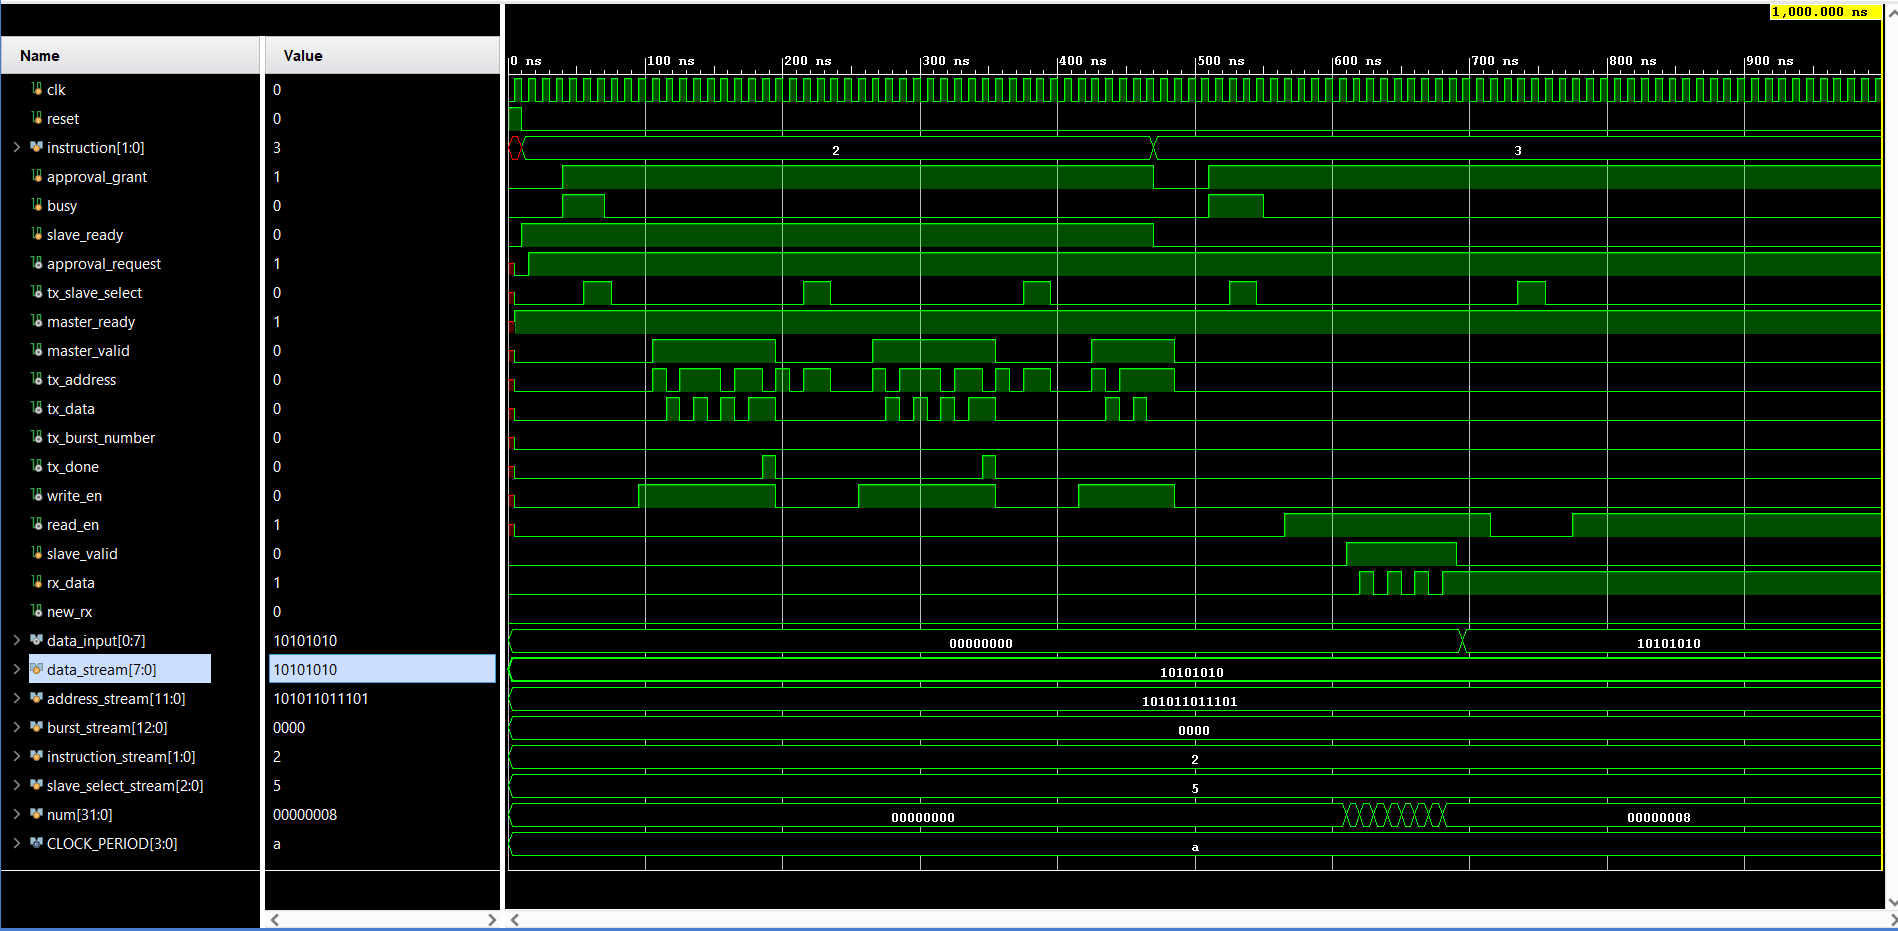 1,000.000 ns
Name Value
0 ns 100 ns 200 ns 300 ns 400 ns 500 ns 600 ns 700 ns 800 ns 900 ns
clk 0
reset 0
instruction[1:0] 3 2 3
approval_grant 1
busy 0
slave_ready 0
approval_request 1
tx_slave_select 0
master_ready 1
master_valid 0
tx_address 0
tx_data 0
tx_burst_number 0
tx_done 0
write_en 0
read_en 1
slave_valid 0
rx_data 1
new_rx 0
data_input[0:7] 10101010 00000000 10101010
data_stream[7:0] 10101010 10101010
address_stream[11:0] 101011011101 101011011101
burst_stream[12:0] 0000 0000
instruction_stream[1:0] 2 2
slave_select_stream[2:0] 5 5
num[31:0] 00000008 00000000 00000008
CLOCK_PERIOD[3:0] a a